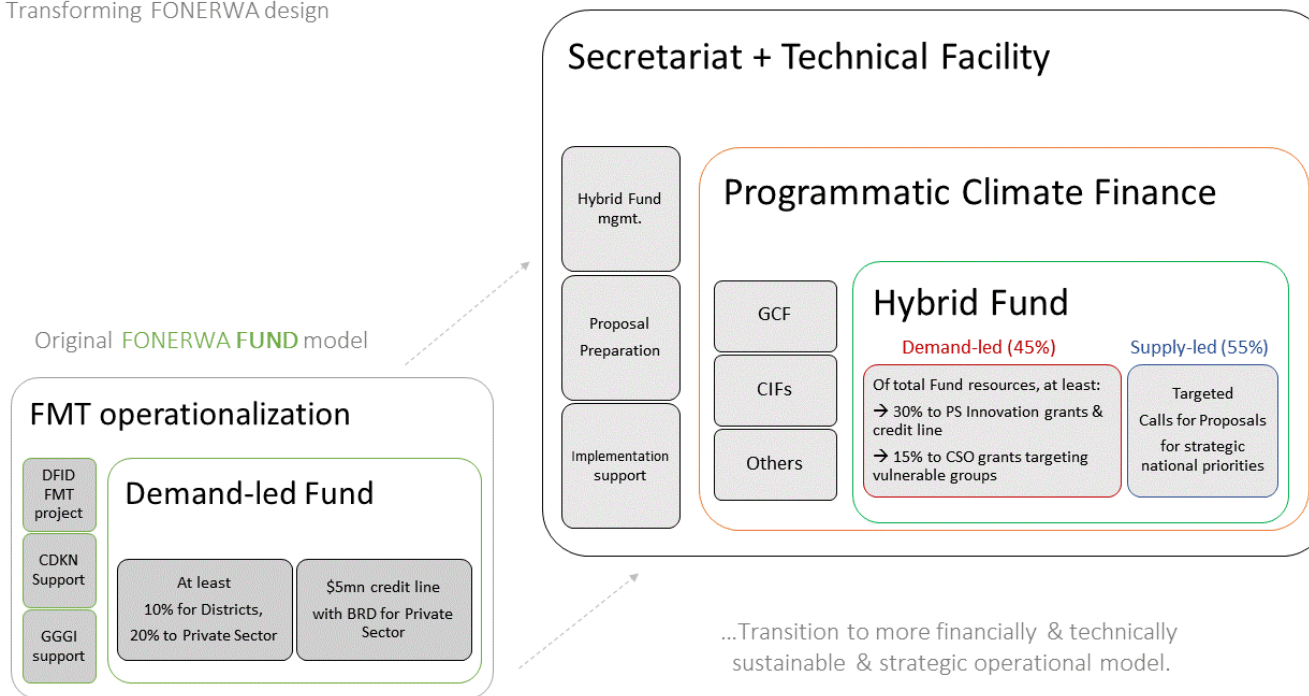 Transforming FONERWA design
Secretariat + Technical Facility
Hybrid Fund
mgmt.
Proposal
Preparation
Implementation
support
Programmatic Climate Finance
GCF
CIFs
Others
Hybrid Fund
Demand-led (45%)
Of total Fund resources, at least:
→ 30% to PS Innovation grants &
credit line
→ 15% to CSO grants targeting
vulnerable groups
Supply-led (55%)
Targeted
Calls for Proposals
for strategic
national priorities
Original FONERWA FUND model
FMT operationalization
DFID
FMT
project
CDKN
Support
GGGI
support
Demand-led Fund
At least
10% for Districts,
20% to Private Sector
$5mn credit line
with BRD for Private
Sector
...Transition to more financially & technically
sustainable & strategic operational model.